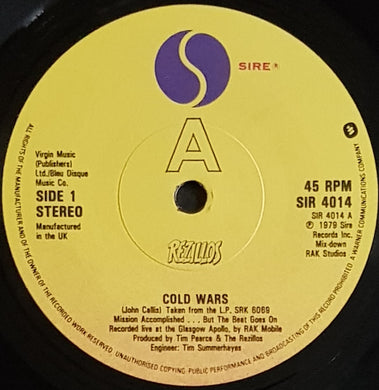 SIRE
A
Virgin Music
(Publishers)
Ltd./Bleu Disque
Music Co.
SIDE 1
STEREO
Manufactured
in the UK
45 RPM
SIR 4014
SIR 4014 A
℗ 1979 Sire
Records Inc.
Mix-down
RAK Studios
REZILLOS
COLD WARS
(John Callis) Taken from the L.P. SRK 6069
Mission Accomplished . . . But The Beat Goes On
Recorded live at the Glasgow Apollo, by RAK Mobile
Produced by Tim Pearce & The Rezillos
Engineer: Tim Summerhayes
ALL RIGHTS OF THE MANUFACTURER AND OF THE OWNER OF THE RECORDED WORK RESERVED. UNAUTHORISED COPYING, PUBLIC PERFORMANCE AND BROADCASTING OF THIS RECORD PROHIBITED. A WARNER COMMUNICATIONS COMPANY